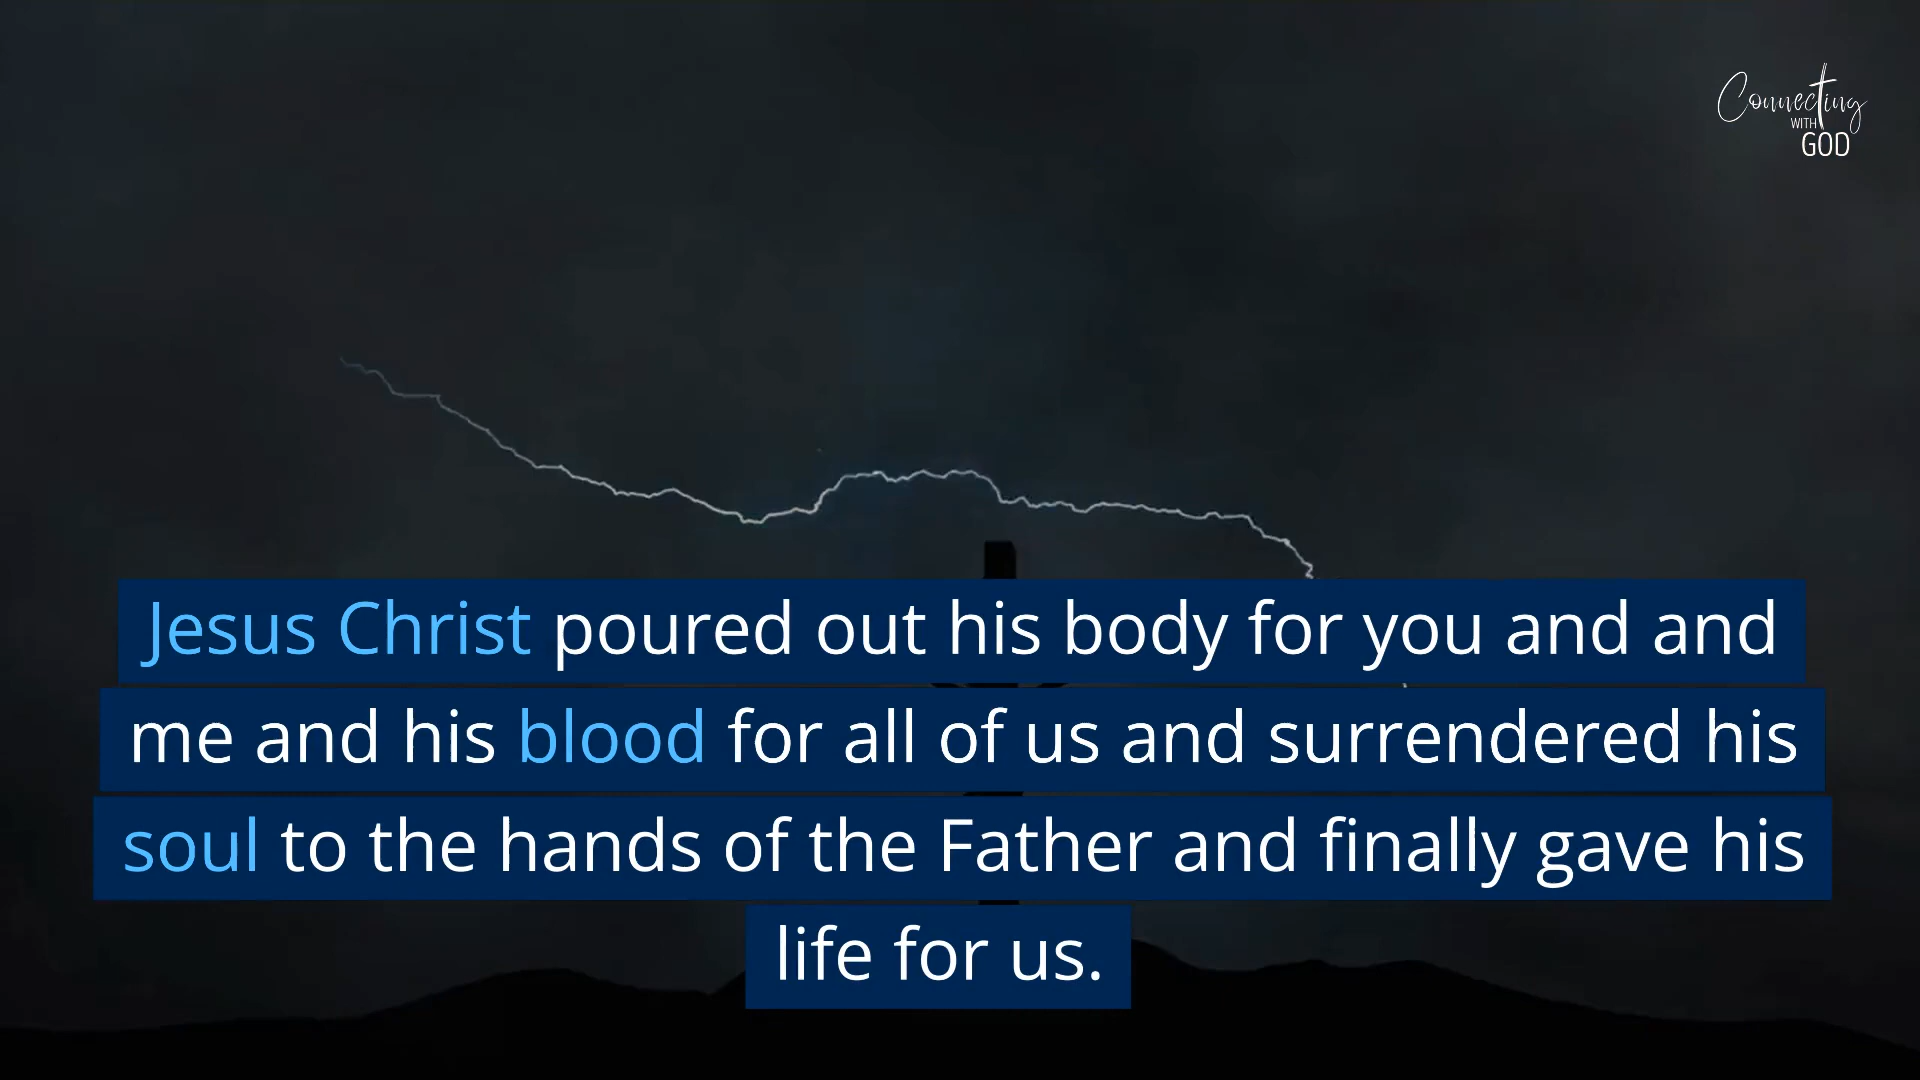 Connecting
WITH
GOD
Jesus Christ poured out his body for you and and
me and his blood for all of us and surrendered his
soul to the hands of the Father and finally gave his
life for us.